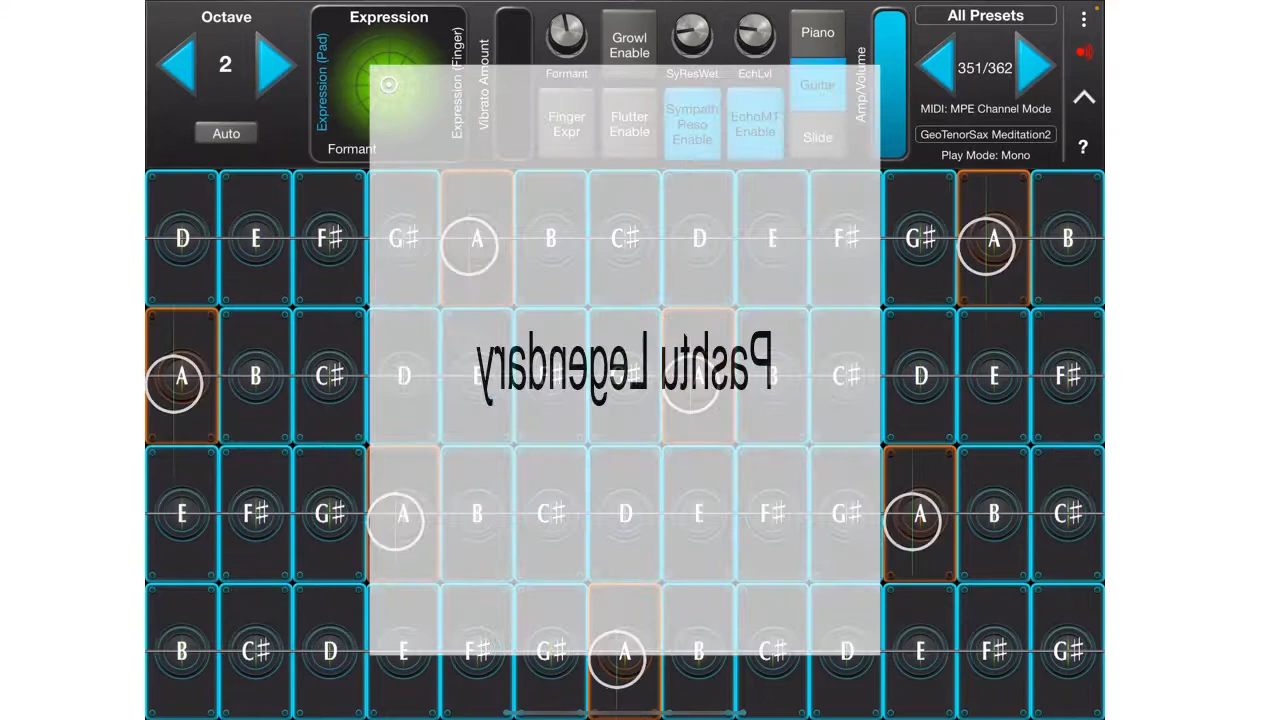 Octave
Expression
All Presets
2
Auto
Expression (Pad)
Formant
Expression (Finger)
Vibrato Amount
Formant
Growl
Enable
SyResWet
EchLvl
Piano
Guitar
Slide
Finger
Expr
Flutter
Enable
Sympath
Reso
Enable
EchoMT
Enable
Amp/Volume
351/362
MIDI: MPE Channel Mode
GeoTenorSax Meditation2
Play Mode: Mono
?
D E F♯ G♯ A B C♯ D E F♯ G♯ A B
A B C♯ D E F♯ G♯ A B C♯ D E F♯
Pashtu Legendary
E F♯ G♯ A B C♯ D E F♯ G♯ A B C♯
B C♯ D E F♯ G♯ A B C♯ D E F♯ G♯